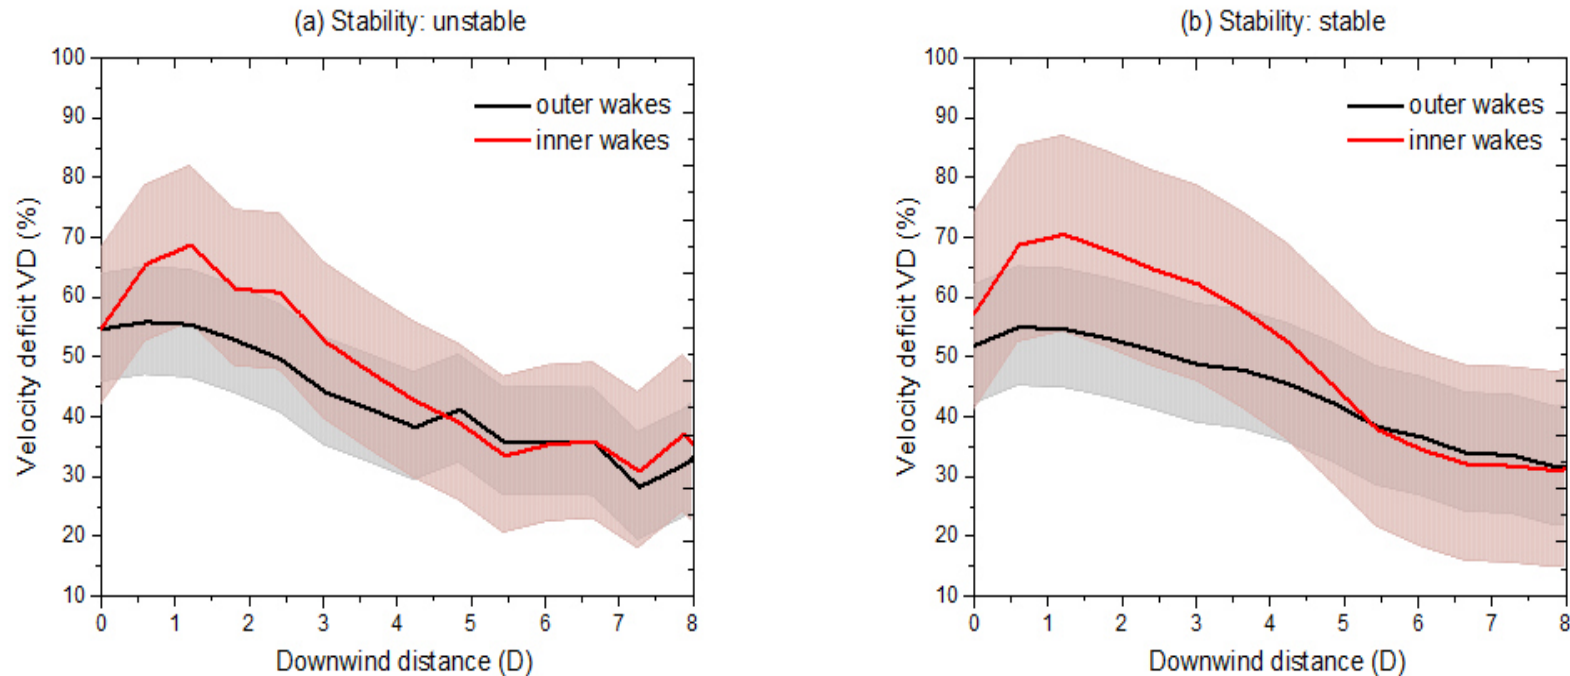 (a) Stability: unstable
100
90
80
70
60
50
40
30
20
10
Velocity deficit VD (%)
outer wakes
inner wakes
0 1 2 3 4 5 6 7 8
Downwind distance (D)
(b) Stability: stable
100
90
80
70
60
50
40
30
20
10
Velocity deficit VD (%)
outer wakes
inner wakes
0 1 2 3 4 5 6 7 8
Downwind distance (D)